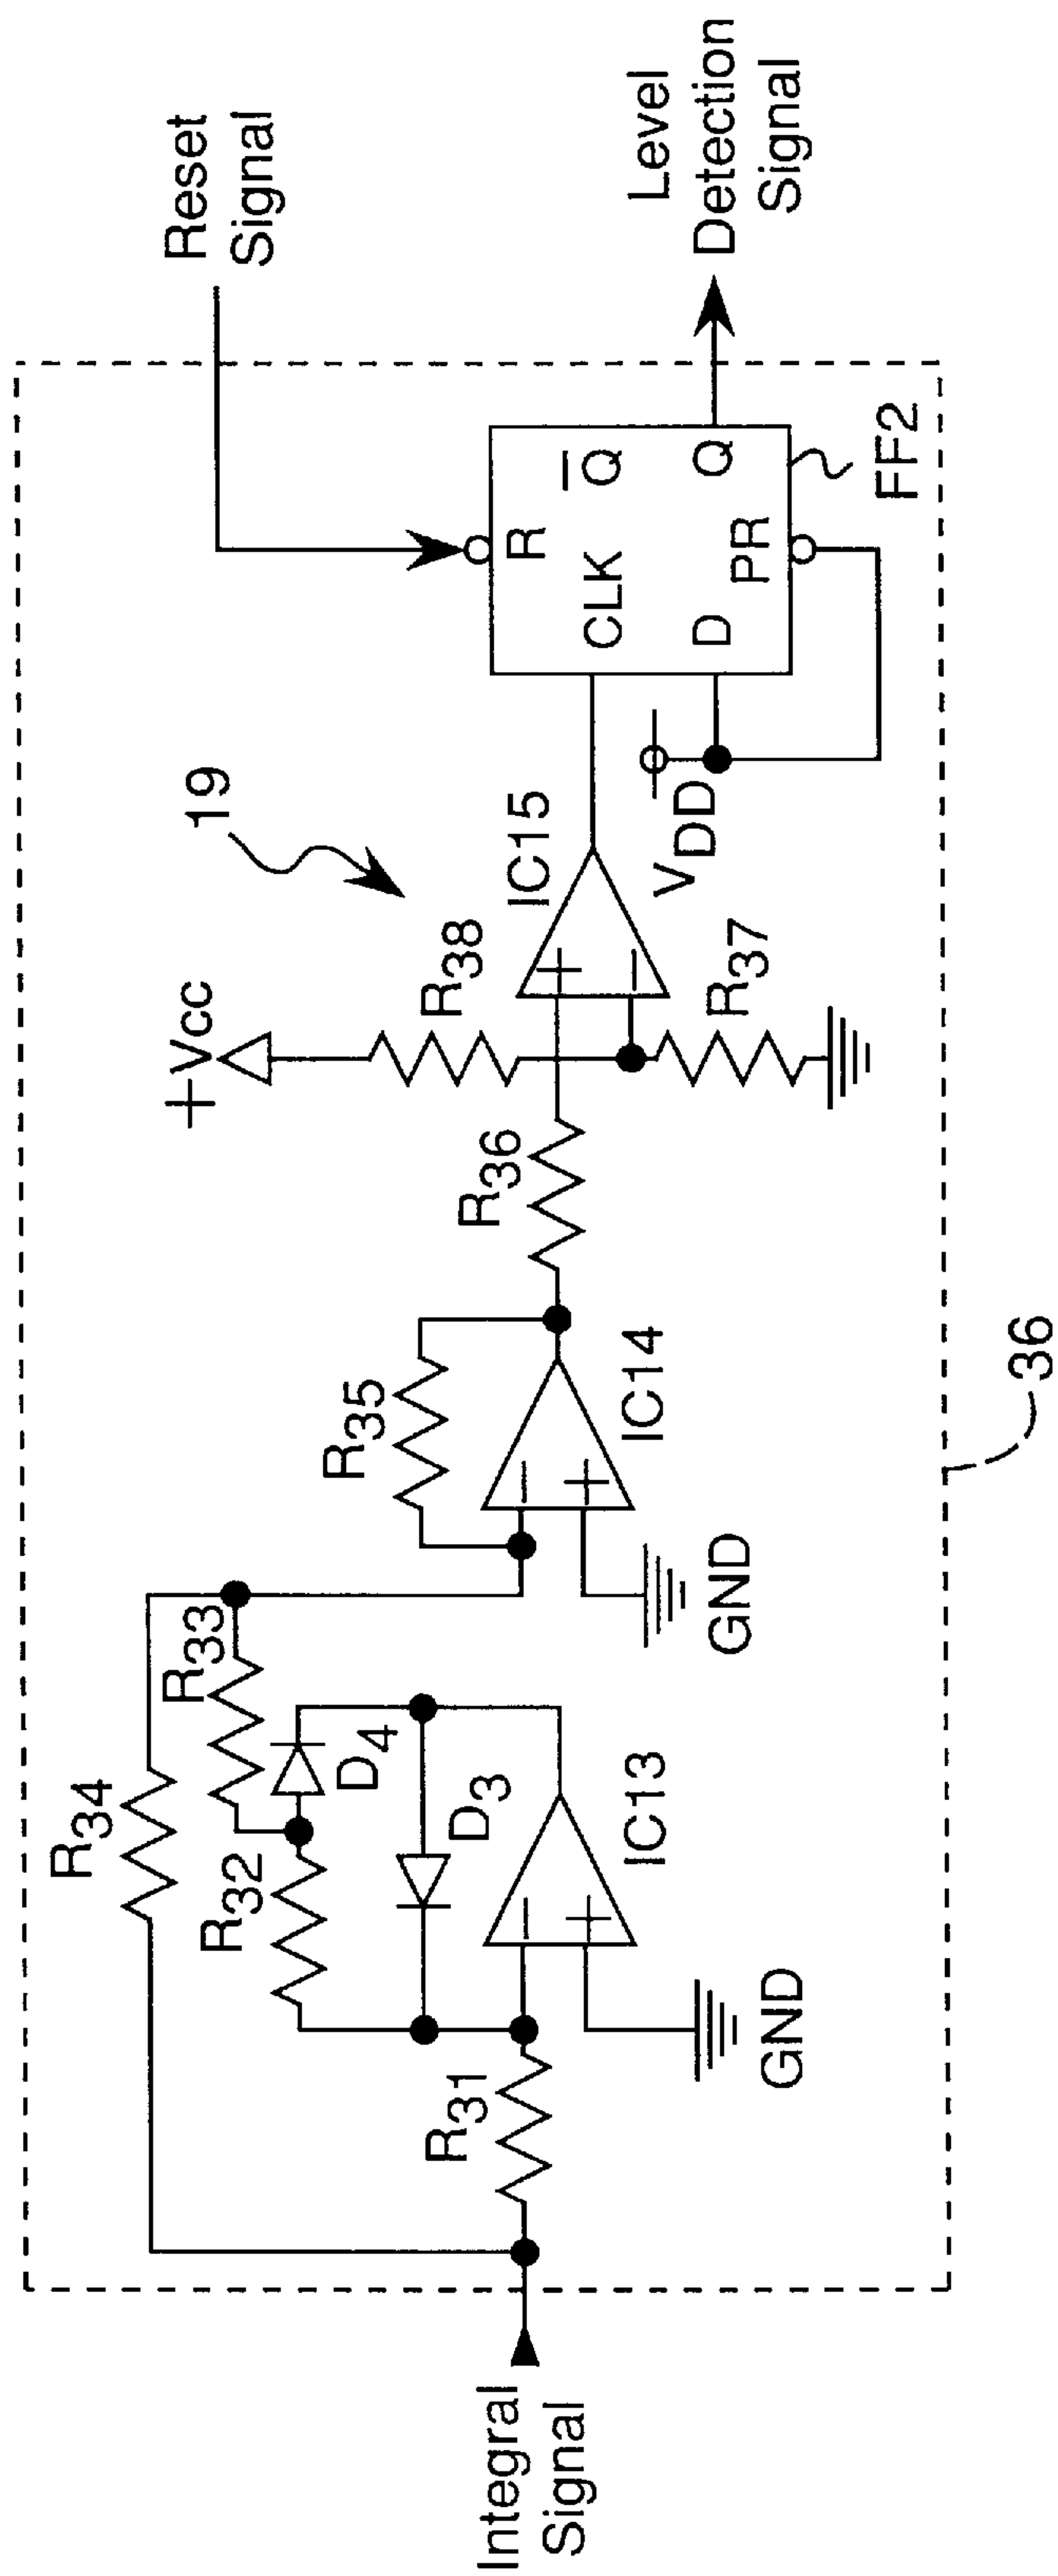 Integral
Signal
R34
R31
R32
R33
D4
D3
−
+
IC13
GND
R35
−
+
IC14
GND
R36
+Vcc
R38
19
+
−
IC15
R37
VDD
R
CLK
Q̅
D
Q
PR
FF2
Reset
Signal
Level
Detection
Signal
36